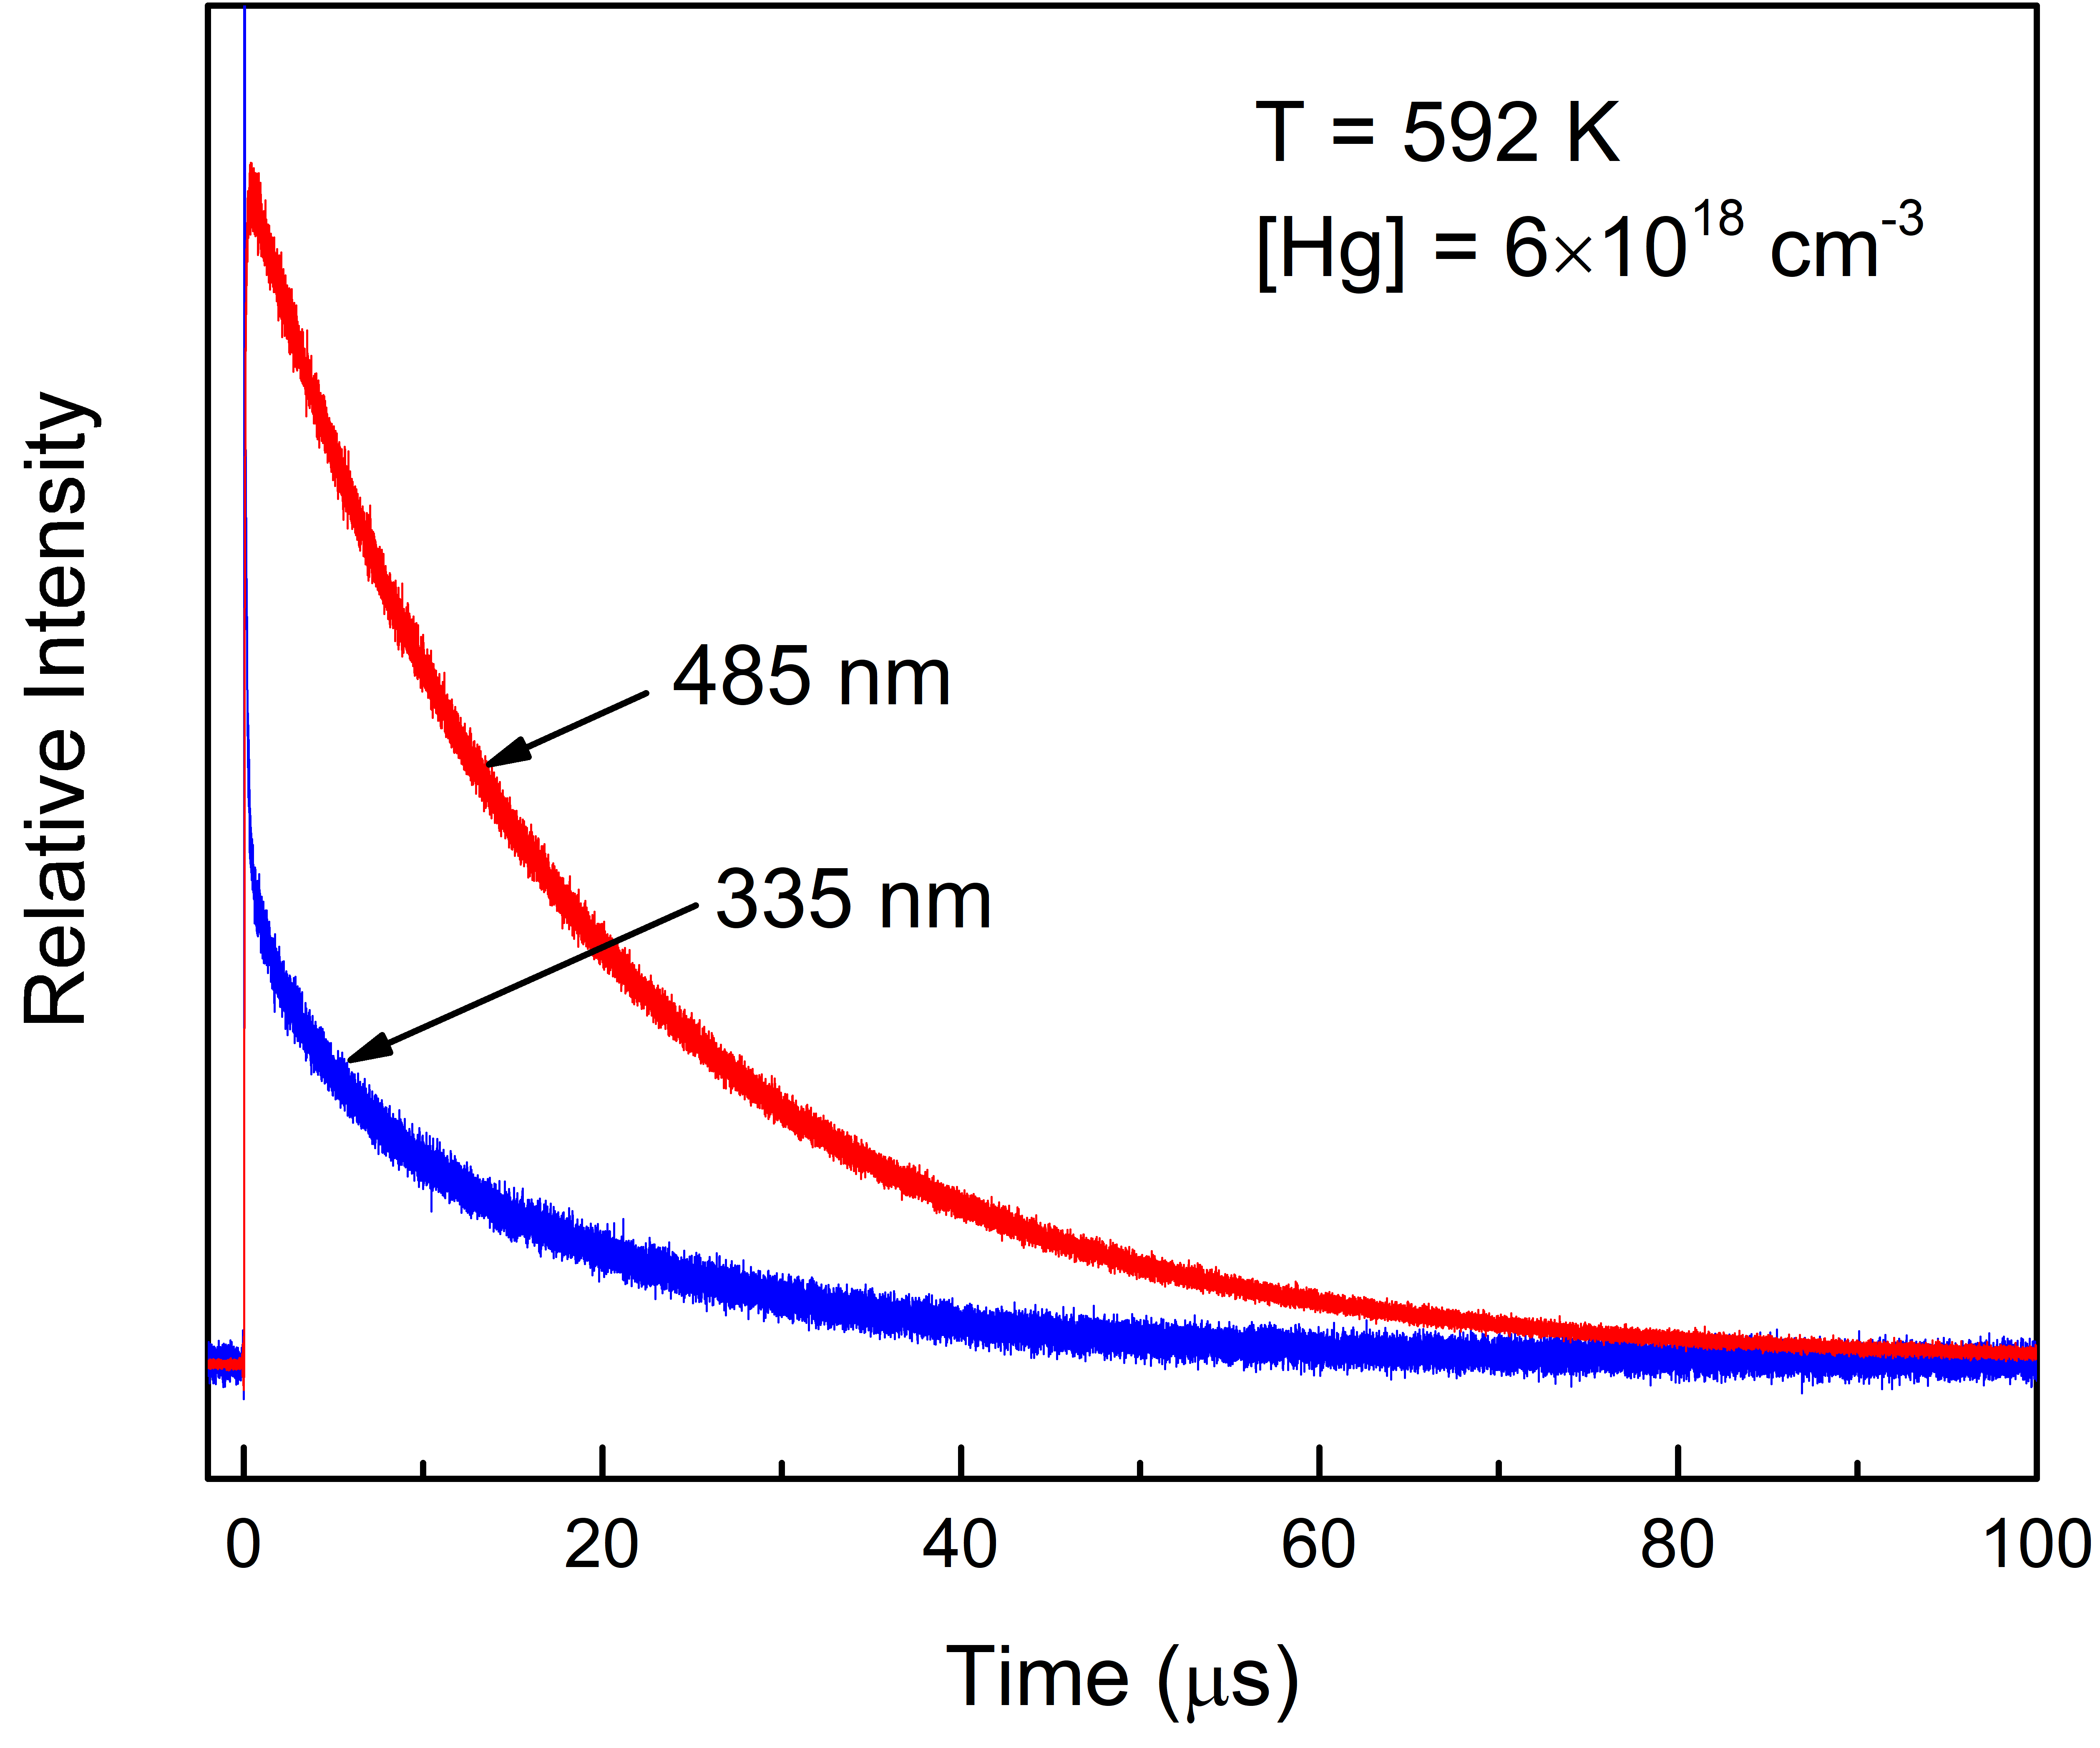 T = 592 K
[Hg] = 6×10¹⁸ cm⁻³
485 nm
335 nm
Relative Intensity
0 20 40 60 80 100
Time (μs)